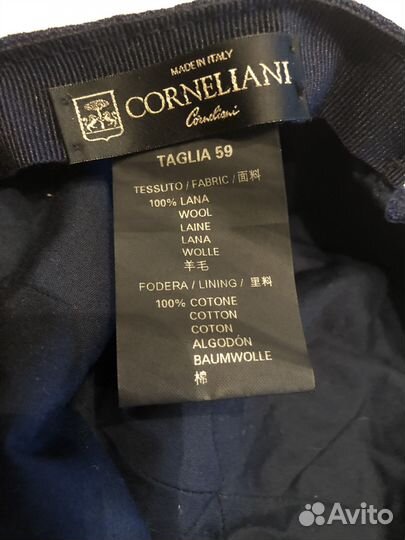 MADE IN ITALY
CORNELIANI
Corneliani
TAGLIA 59
TESSUTO / FABRIC / 面料
100% LANA
WOOL
LAINE
LANA
WOLLE
羊毛
FODERA / LINING / 里料
100% COTONE
COTTON
COTON
ALGODÓN
BAUMWOLLE
棉
Avito